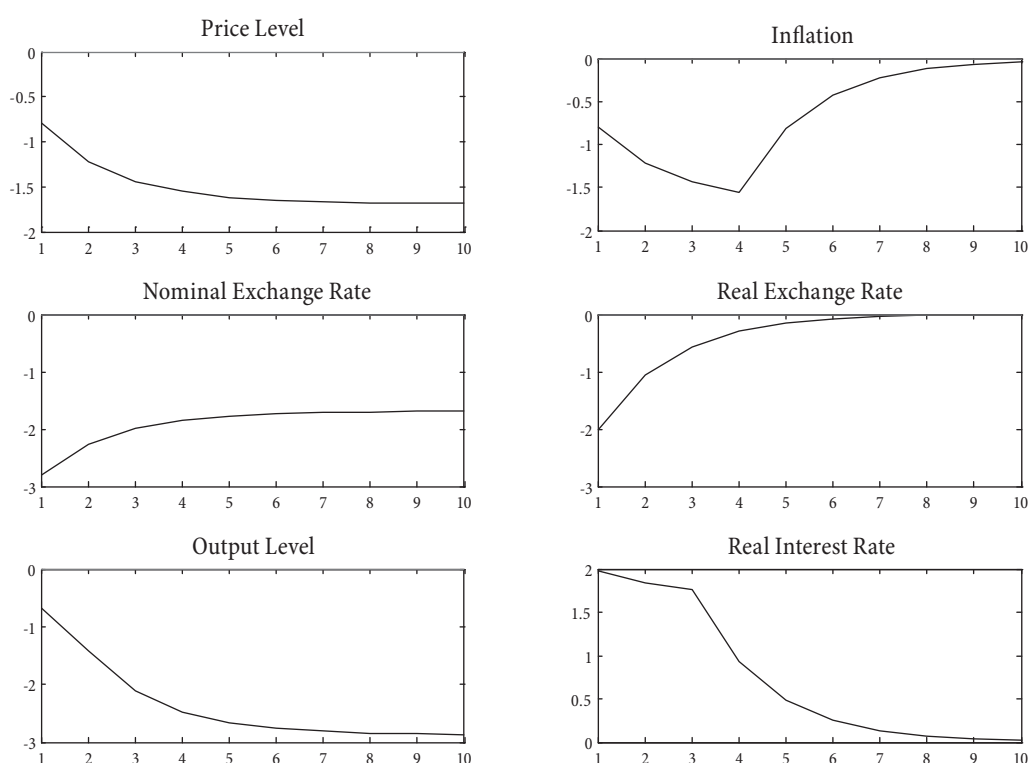 Price Level
0
-0.5
-1
-1.5
-2
1 2 3 4 5 6 7 8 9 10
Inflation
0
-0.5
-1
-1.5
-2
1 2 3 4 5 6 7 8 9 10
Nominal Exchange Rate
0
-1
-2
-3
1 2 3 4 5 6 7 8 9 10
Real Exchange Rate
0
-1
-2
-3
1 2 3 4 5 6 7 8 9 10
Output Level
0
-1
-2
-3
1 2 3 4 5 6 7 8 9 10
Real Interest Rate
2
1.5
1
0.5
0
1 2 3 4 5 6 7 8 9 10